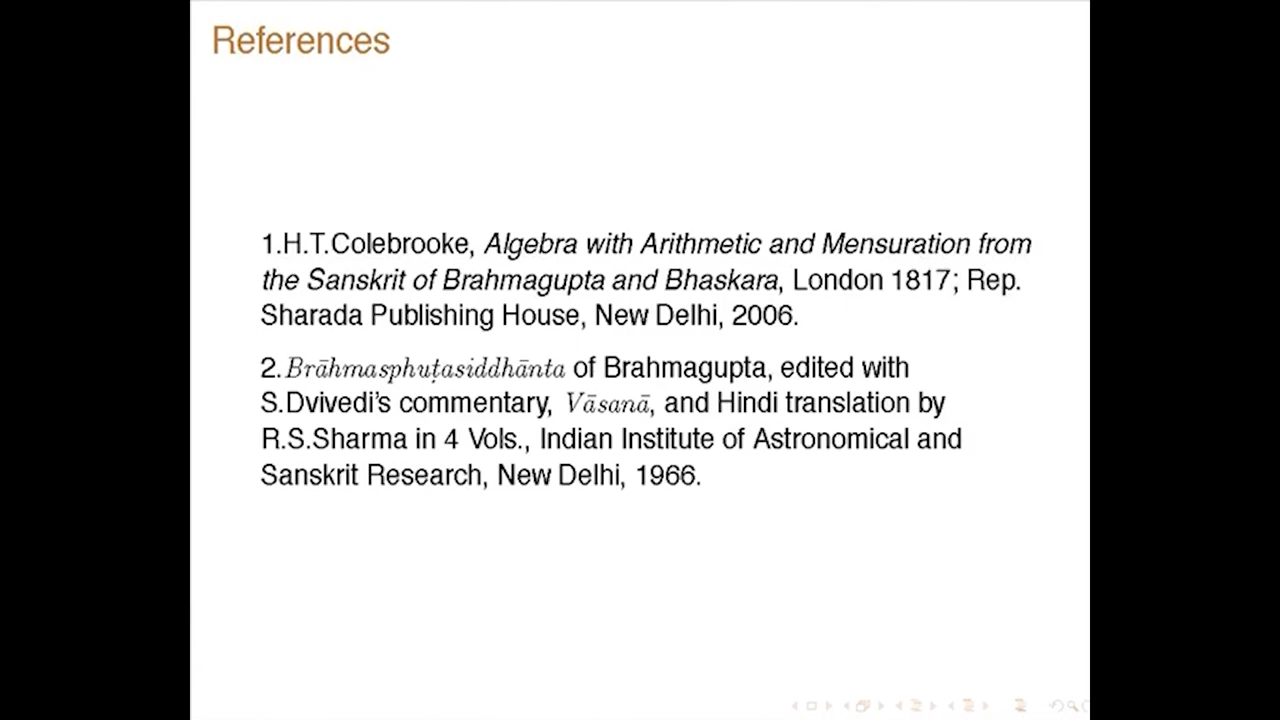 References
1.H.T.Colebrooke, Algebra with Arithmetic and Mensuration from
the Sanskrit of Brahmagupta and Bhaskara, London 1817; Rep.
Sharada Publishing House, New Delhi, 2006.
2.Brāhmasphuṭasiddhānta of Brahmagupta, edited with
S.Dvivedi's commentary, Vāsanā, and Hindi translation by
R.S.Sharma in 4 Vols., Indian Institute of Astronomical and
Sanskrit Research, New Delhi, 1966.